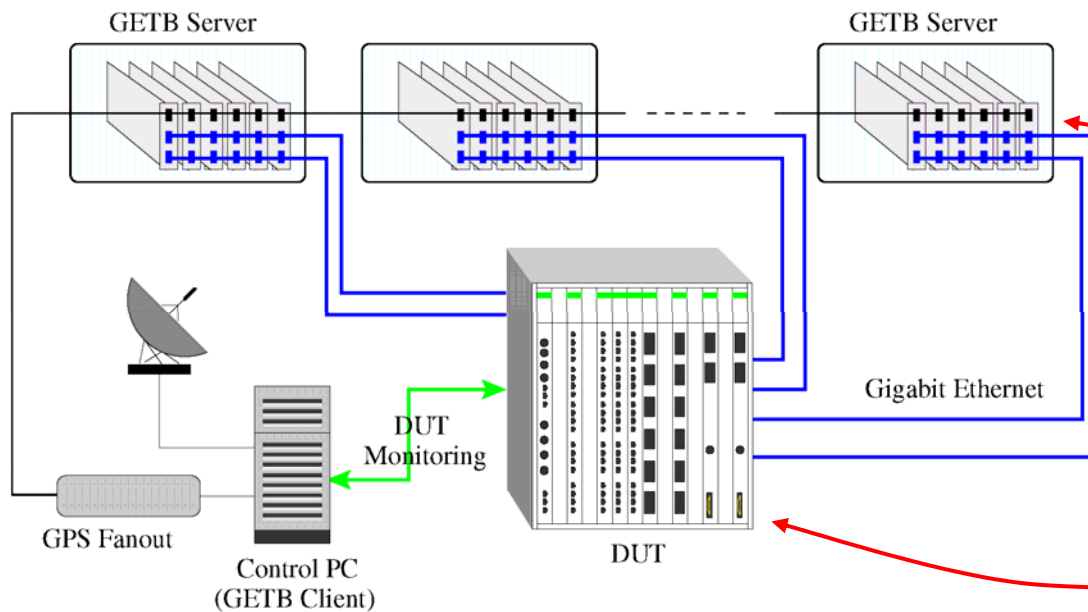 GETB Server
GETB Server
Gigabit Ethernet
DUT
Monitoring
GPS Fanout
DUT
Control PC
(GETB Client)